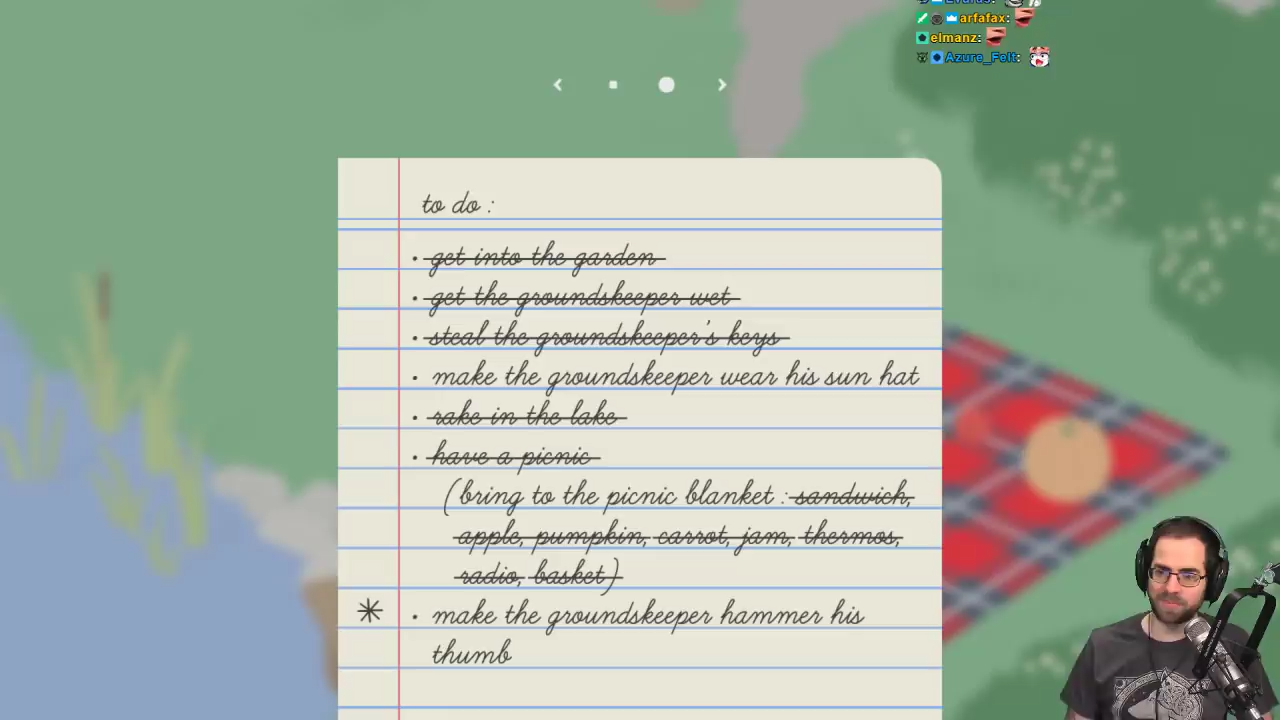 arfafax:
elmanz:
Azure_Felt:
to do :
• get into the garden
• get the groundskeeper wet
• steal the groundskeeper's keys
• make the groundskeeper wear his sun hat
• rake in the lake
• have a picnic
(bring to the picnic blanket : sandwich,
apple, pumpkin, carrot, jam, thermos,
radio, basket)
• make the groundskeeper hammer his
thumb